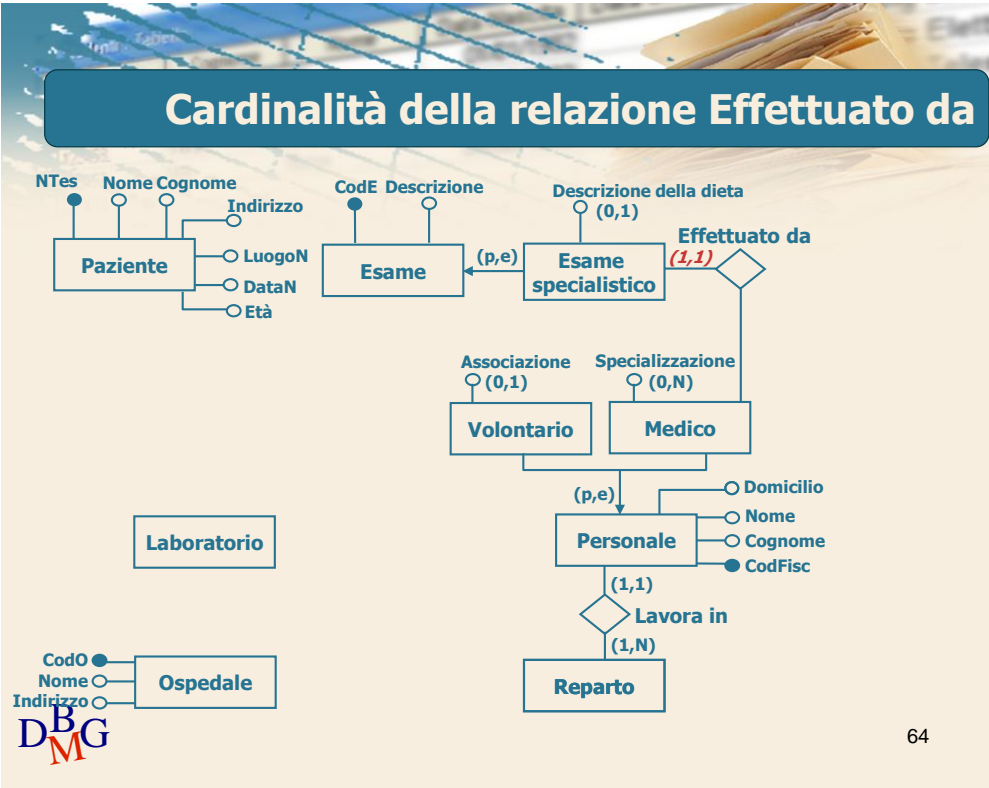 Cardinalità della relazione Effettuato da
NTes
Nome Cognome
Indirizzo
LuogoN
DataN
Età
Paziente
CodE Descrizione
Esame
(p,e)
Descrizione della dieta
(0,1)
Esame
specialistico
(1,1)
Effettuato da
Associazione
(0,1)
Volontario
Specializzazione
(0,N)
Medico
(p,e)
Domicilio
Nome
Cognome
CodFisc
Personale
(1,1)
Lavora in
(1,N)
Reparto
Laboratorio
CodO
Nome
Indirizzo
Ospedale
DBMG
64